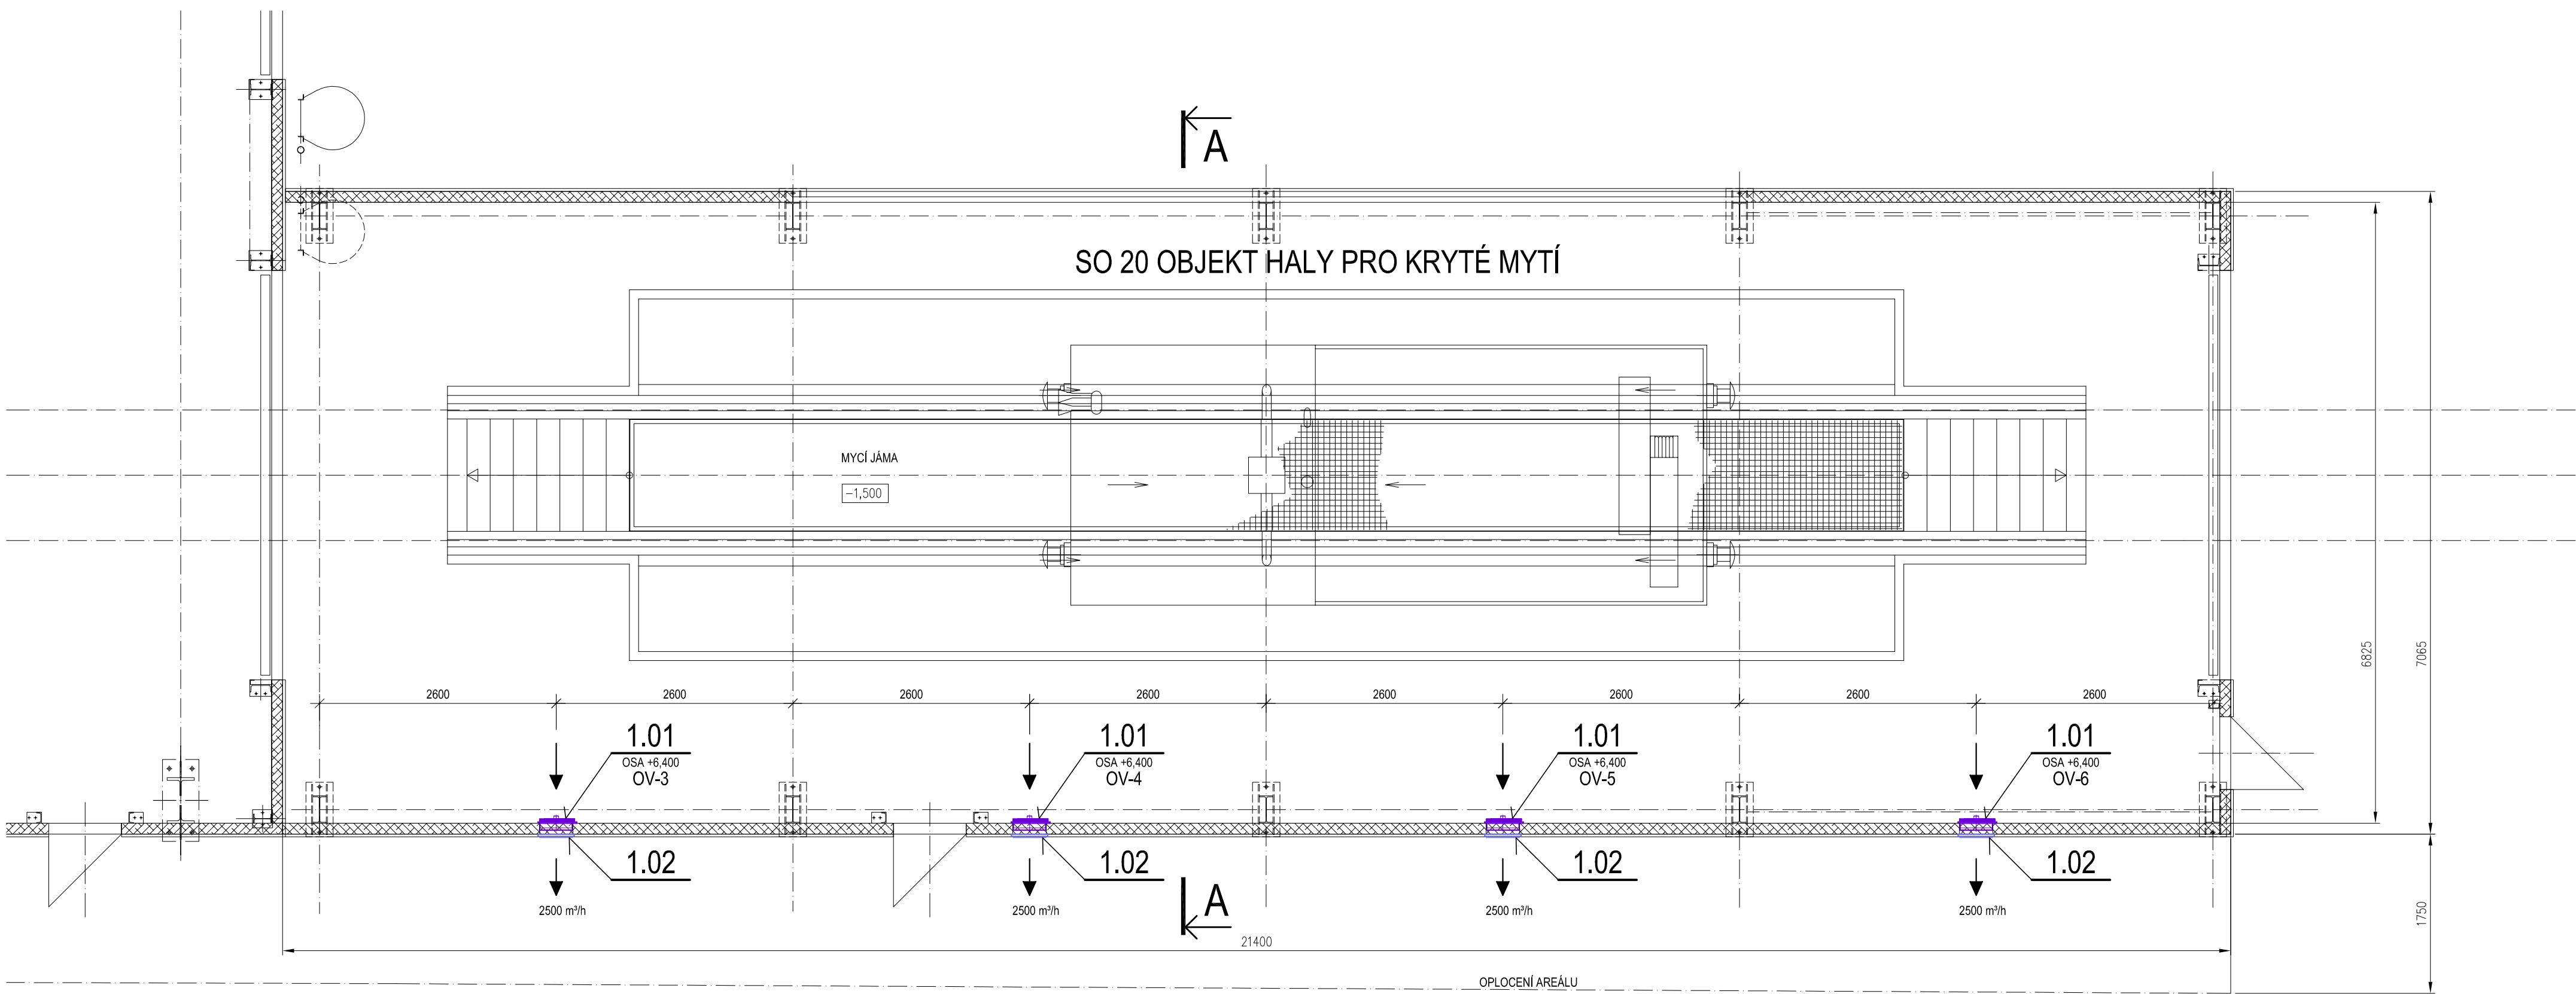 A
SO 20 OBJEKT HALY PRO KRYTÉ MYTÍ
MYCÍ JÁMA
-1,500
6825
7065
2600
2600
2600
2600
2600
2600
2600
2600
1.01
OSA +6,400
OV-3
1.01
OSA +6,400
OV-4
1.01
OSA +6,400
OV-5
1.01
OSA +6,400
OV-6
1.02
1.02
1.02
1.02
A
2500 m³/h
2500 m³/h
2500 m³/h
2500 m³/h
1750
21400
OPLOCENÍ AREÁLU